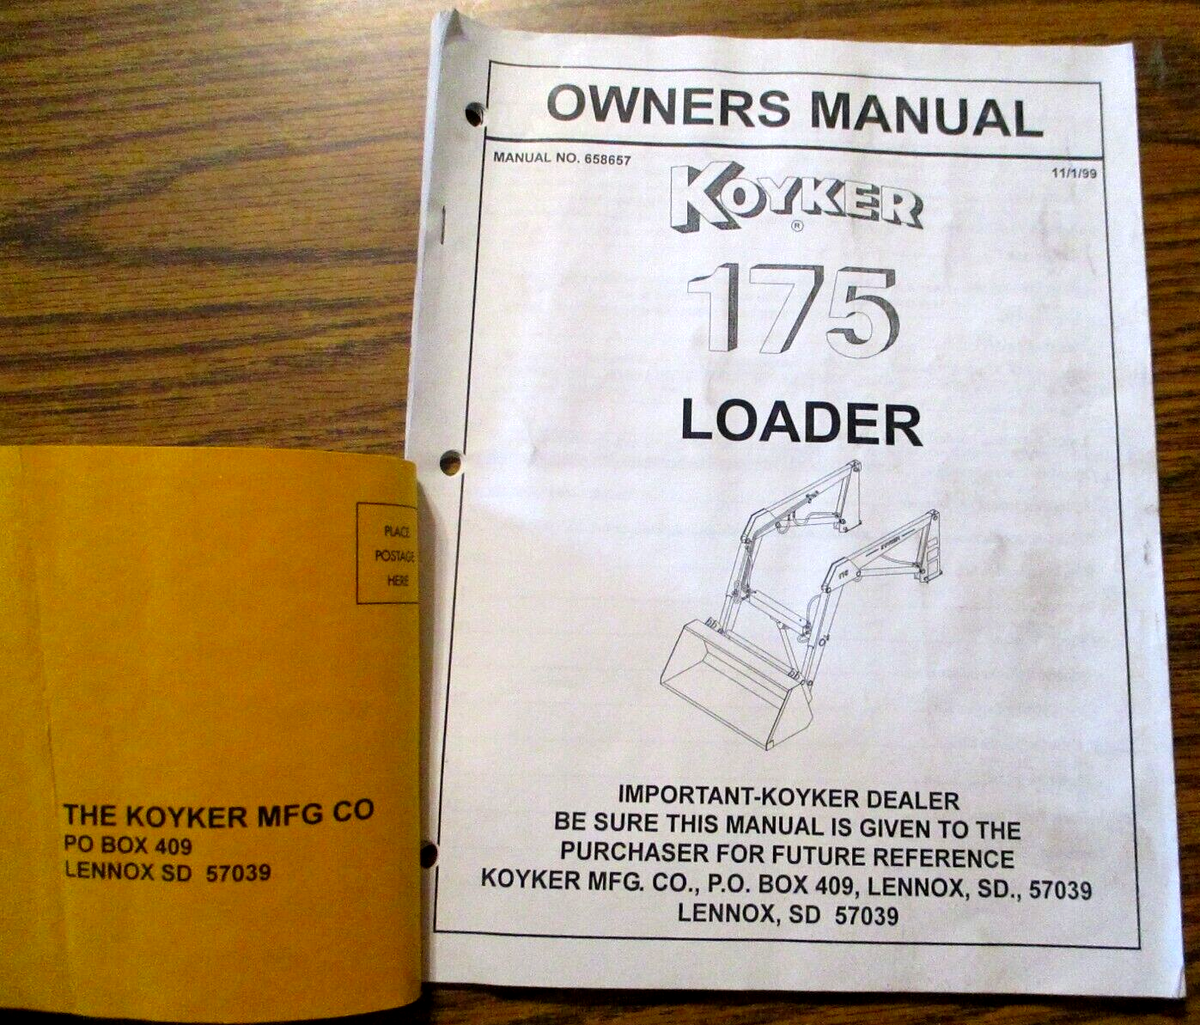 OWNERS MANUAL
MANUAL NO. 658657
11/1/99
KOYKER
®
175
LOADER
IMPORTANT-KOYKER DEALER
BE SURE THIS MANUAL IS GIVEN TO THE
PURCHASER FOR FUTURE REFERENCE
KOYKER MFG. CO., P.O. BOX 409, LENNOX, SD., 57039
LENNOX, SD 57039
PLACE
POSTAGE
HERE
THE KOYKER MFG CO
PO BOX 409
LENNOX SD 57039